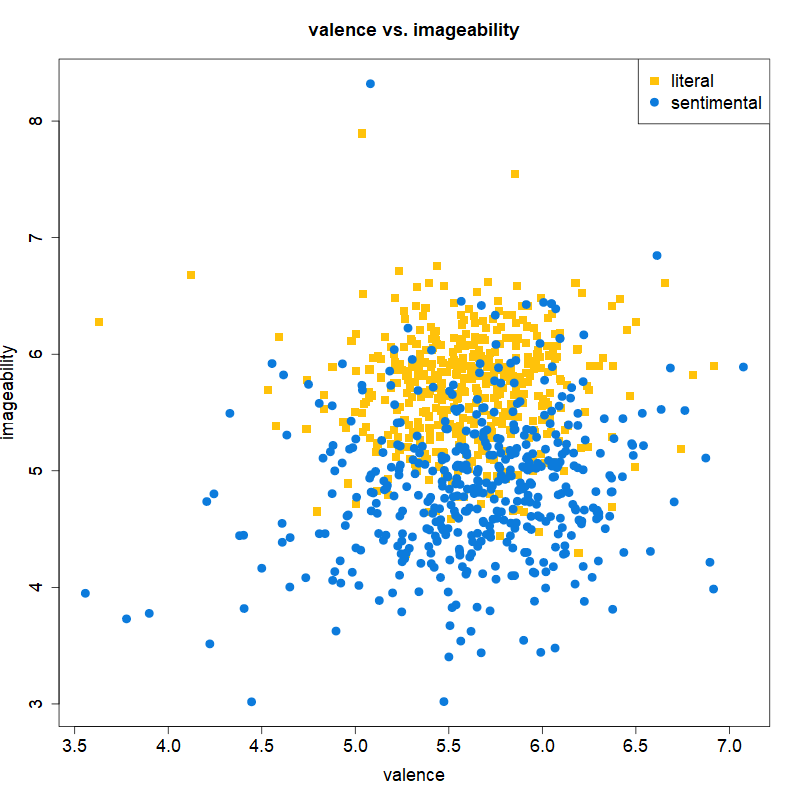 valence vs. imageability
literal
sentimental
8
7
6
5
4
3
imageability
3.5 4.0 4.5 5.0 5.5 6.0 6.5 7.0
valence